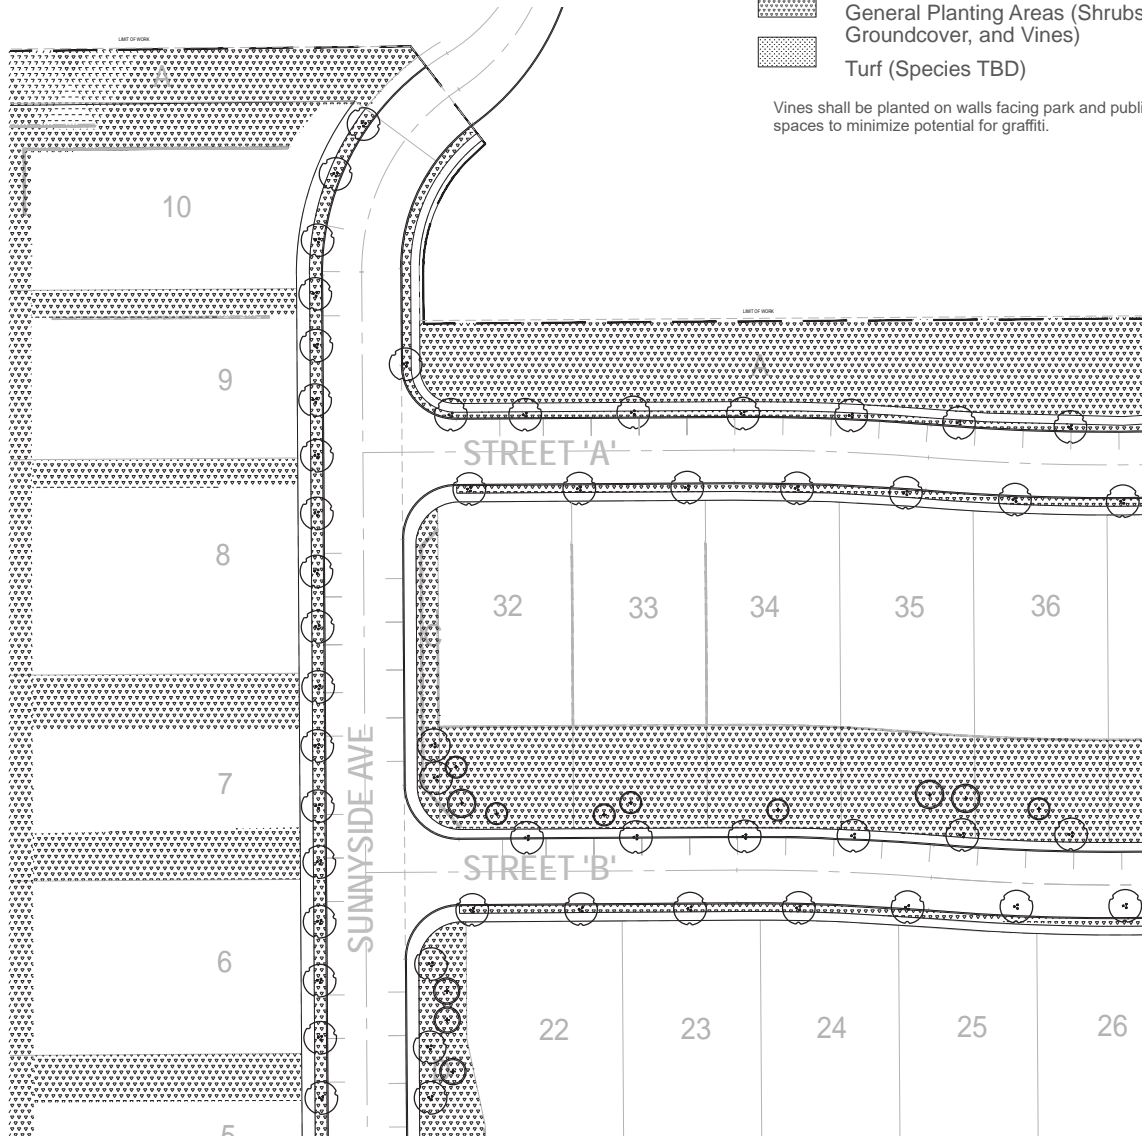 General Planting Areas (Shrubs
Groundcover, and Vines)
Turf (Species TBD)
Vines shall be planted on walls facing park and publi
spaces to minimize potential for graffiti.
LIMIT OF WORK
A
10
LIMIT OF WORK
9
A
STREET 'A'
8
32
33
34
35
36
SUNNYSIDE AVE
7
STREET 'B'
6
22
23
24
25
26
5